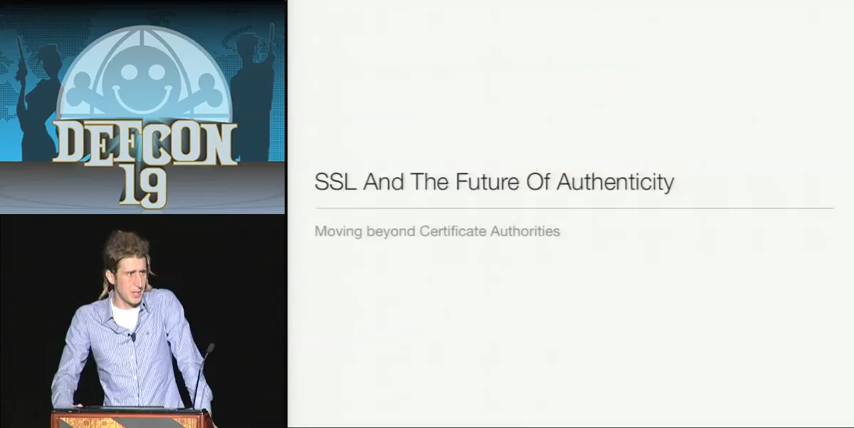 DEFCON
19
SSL And The Future Of Authenticity
Moving beyond Certificate Authorities